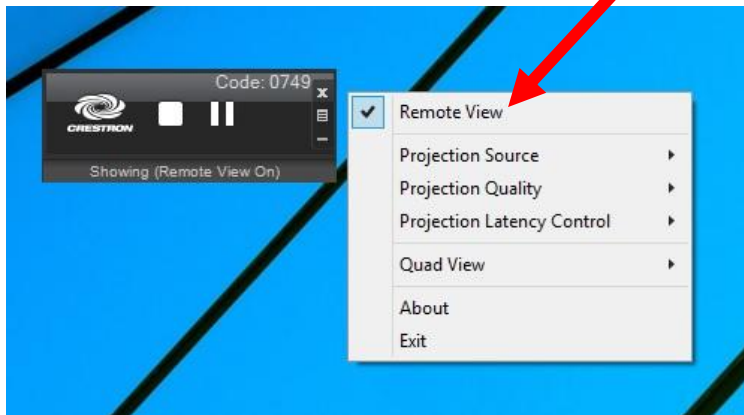 Code: 0749
x
CRESTRON
Showing (Remote View On)
Remote View
Projection Source
Projection Quality
Projection Latency Control
Quad View
About
Exit